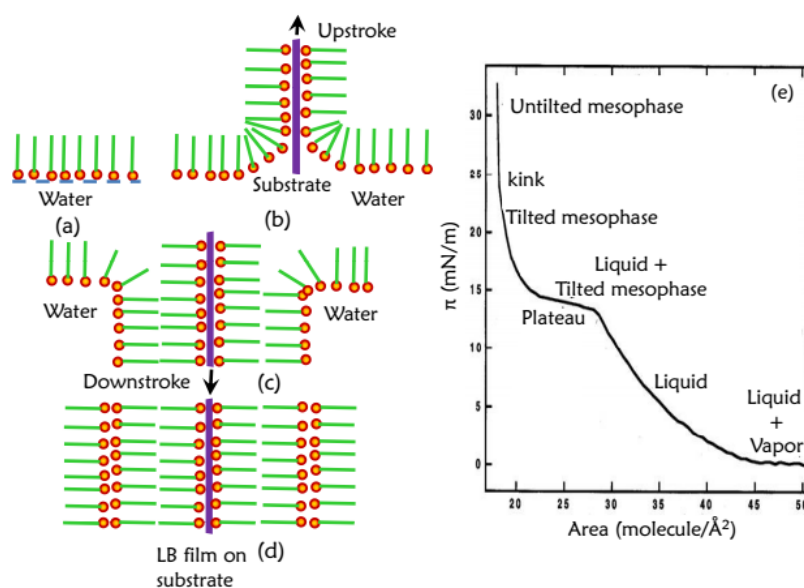 Upstroke
Substrate
Water
(a)
(b)
Water
Water
Water
Downstroke
(c)
(d)
LB film on
substrate
(e)
Untilted mesophase
kink
Tilted mesophase
Liquid +
Tilted mesophase
Plateau
Liquid
Liquid
+
Vapor
π (mN/m)
30
25
20
15
10
5
0
20
25
30
35
40
45
50
Area (molecule/Å²)